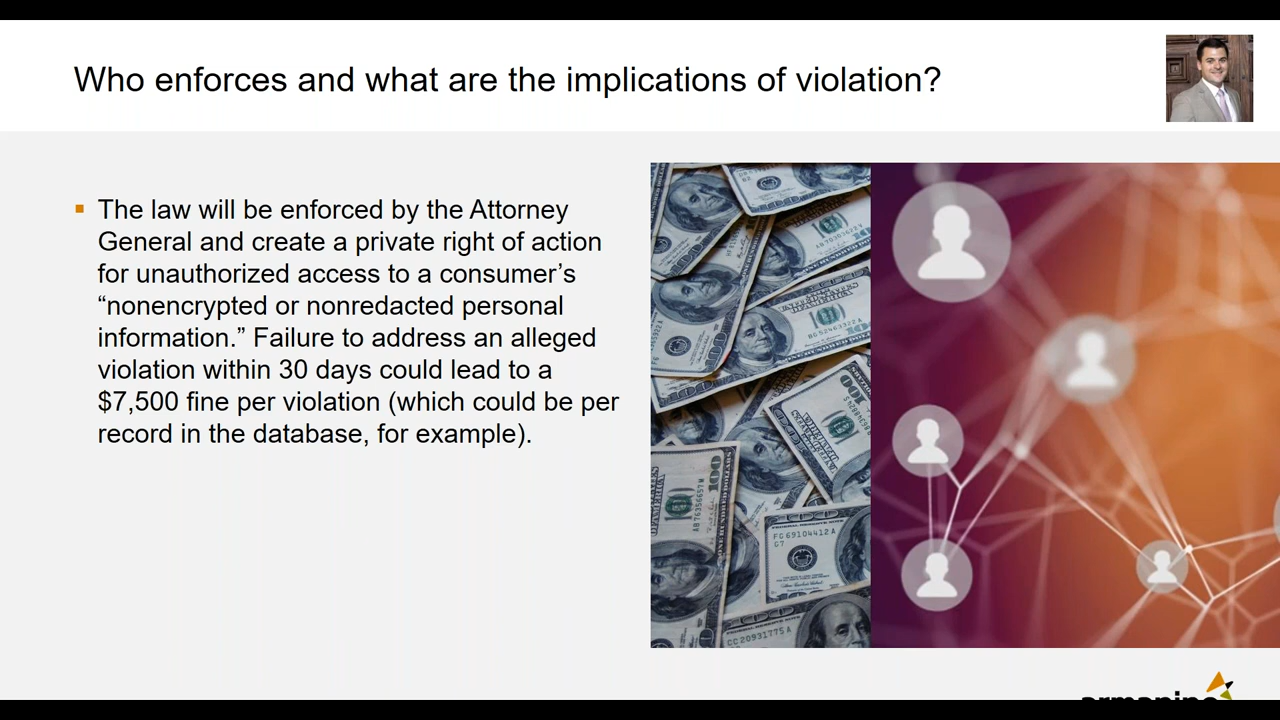 Who enforces and what are the implications of violation?
▪ The law will be enforced by the Attorney
General and create a private right of action
for unauthorized access to a consumer’s
“nonencrypted or nonredacted personal
information.” Failure to address an alleged
violation within 30 days could lead to a
$7,500 fine per violation (which could be per
record in the database, for example).
FG69104412A
G7
CC20931775A